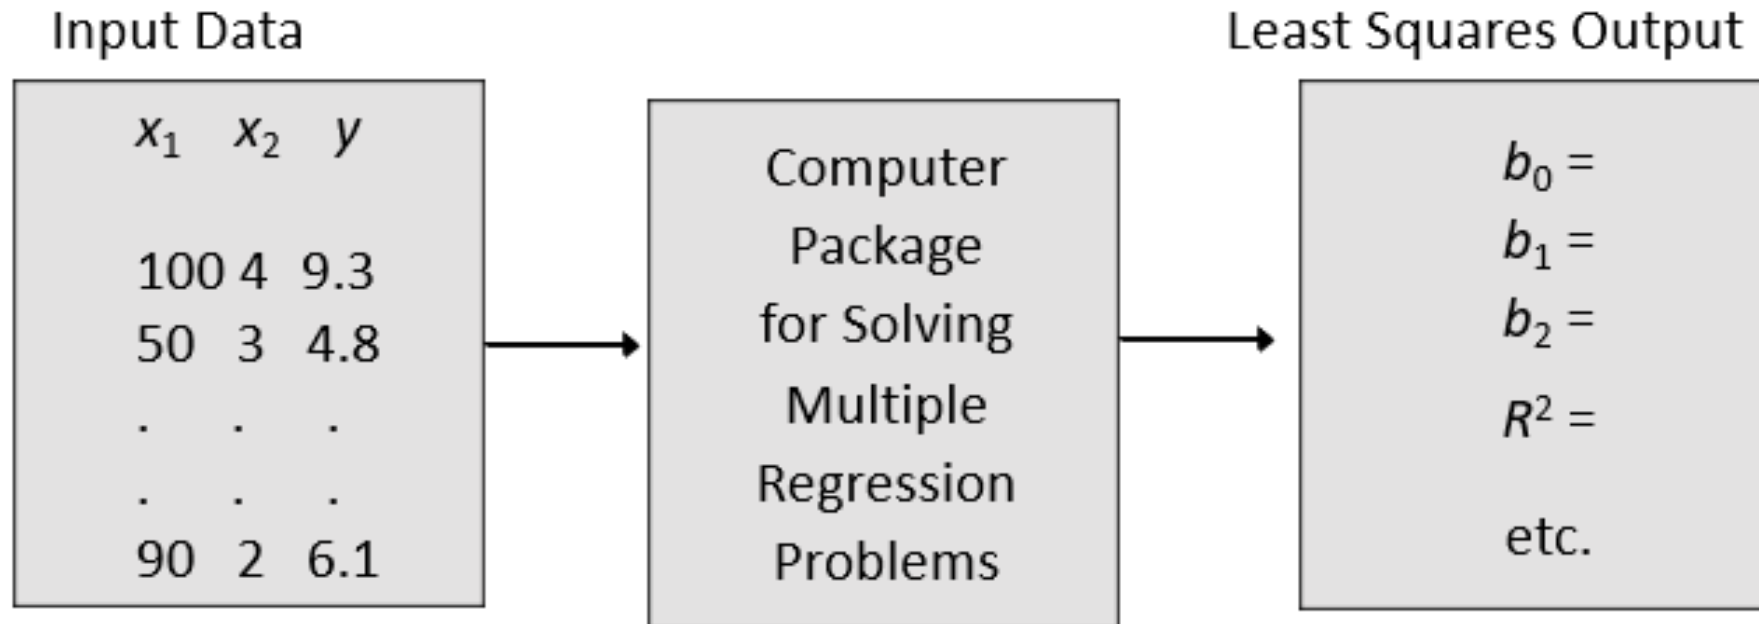 Input Data
x₁ x₂ y
100 4 9.3
50 3 4.8
. . .
. . .
90 2 6.1
Computer
Package
for Solving
Multiple
Regression
Problems
Least Squares Output
b₀ =
b₁ =
b₂ =
R² =
etc.